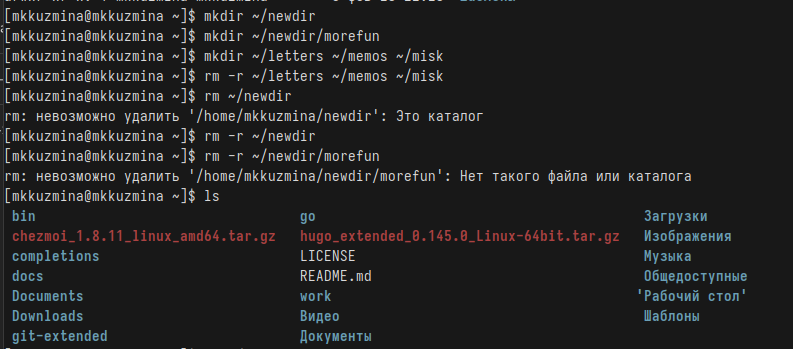 [mkkuzmina@mkkuzmina ~]$ mkdir ~/newdir
[mkkuzmina@mkkuzmina ~]$ mkdir ~/newdir/morefun
[mkkuzmina@mkkuzmina ~]$ mkdir ~/letters ~/memos ~/misk
[mkkuzmina@mkkuzmina ~]$ rm -r ~/letters ~/memos ~/misk
[mkkuzmina@mkkuzmina ~]$ rm ~/newdir
rm: невозможно удалить '/home/mkkuzmina/newdir': Это каталог
[mkkuzmina@mkkuzmina ~]$ rm -r ~/newdir
[mkkuzmina@mkkuzmina ~]$ rm -r ~/newdir/morefun
rm: невозможно удалить '/home/mkkuzmina/newdir/morefun': Нет такого файла или каталога
[mkkuzmina@mkkuzmina ~]$ ls
bin go Загрузки
chezmoi_1.8.11_linux_amd64.tar.gz hugo_extended_0.145.0_Linux-64bit.tar.gz Изображения
completions LICENSE Музыка
docs README.md Общедоступные
Documents work 'Рабочий стол'
Downloads Видео Шаблоны
git-extended Документы